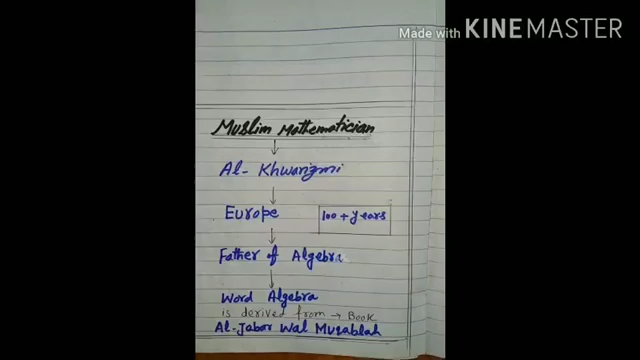 Made with KINEMASTER
Muslim Mathematician
Al- Khwarizmi
Europe 100 + years
Father of Algebra
Word Algebra
is derived from → Book
Al-Jabar Wal Muqablah